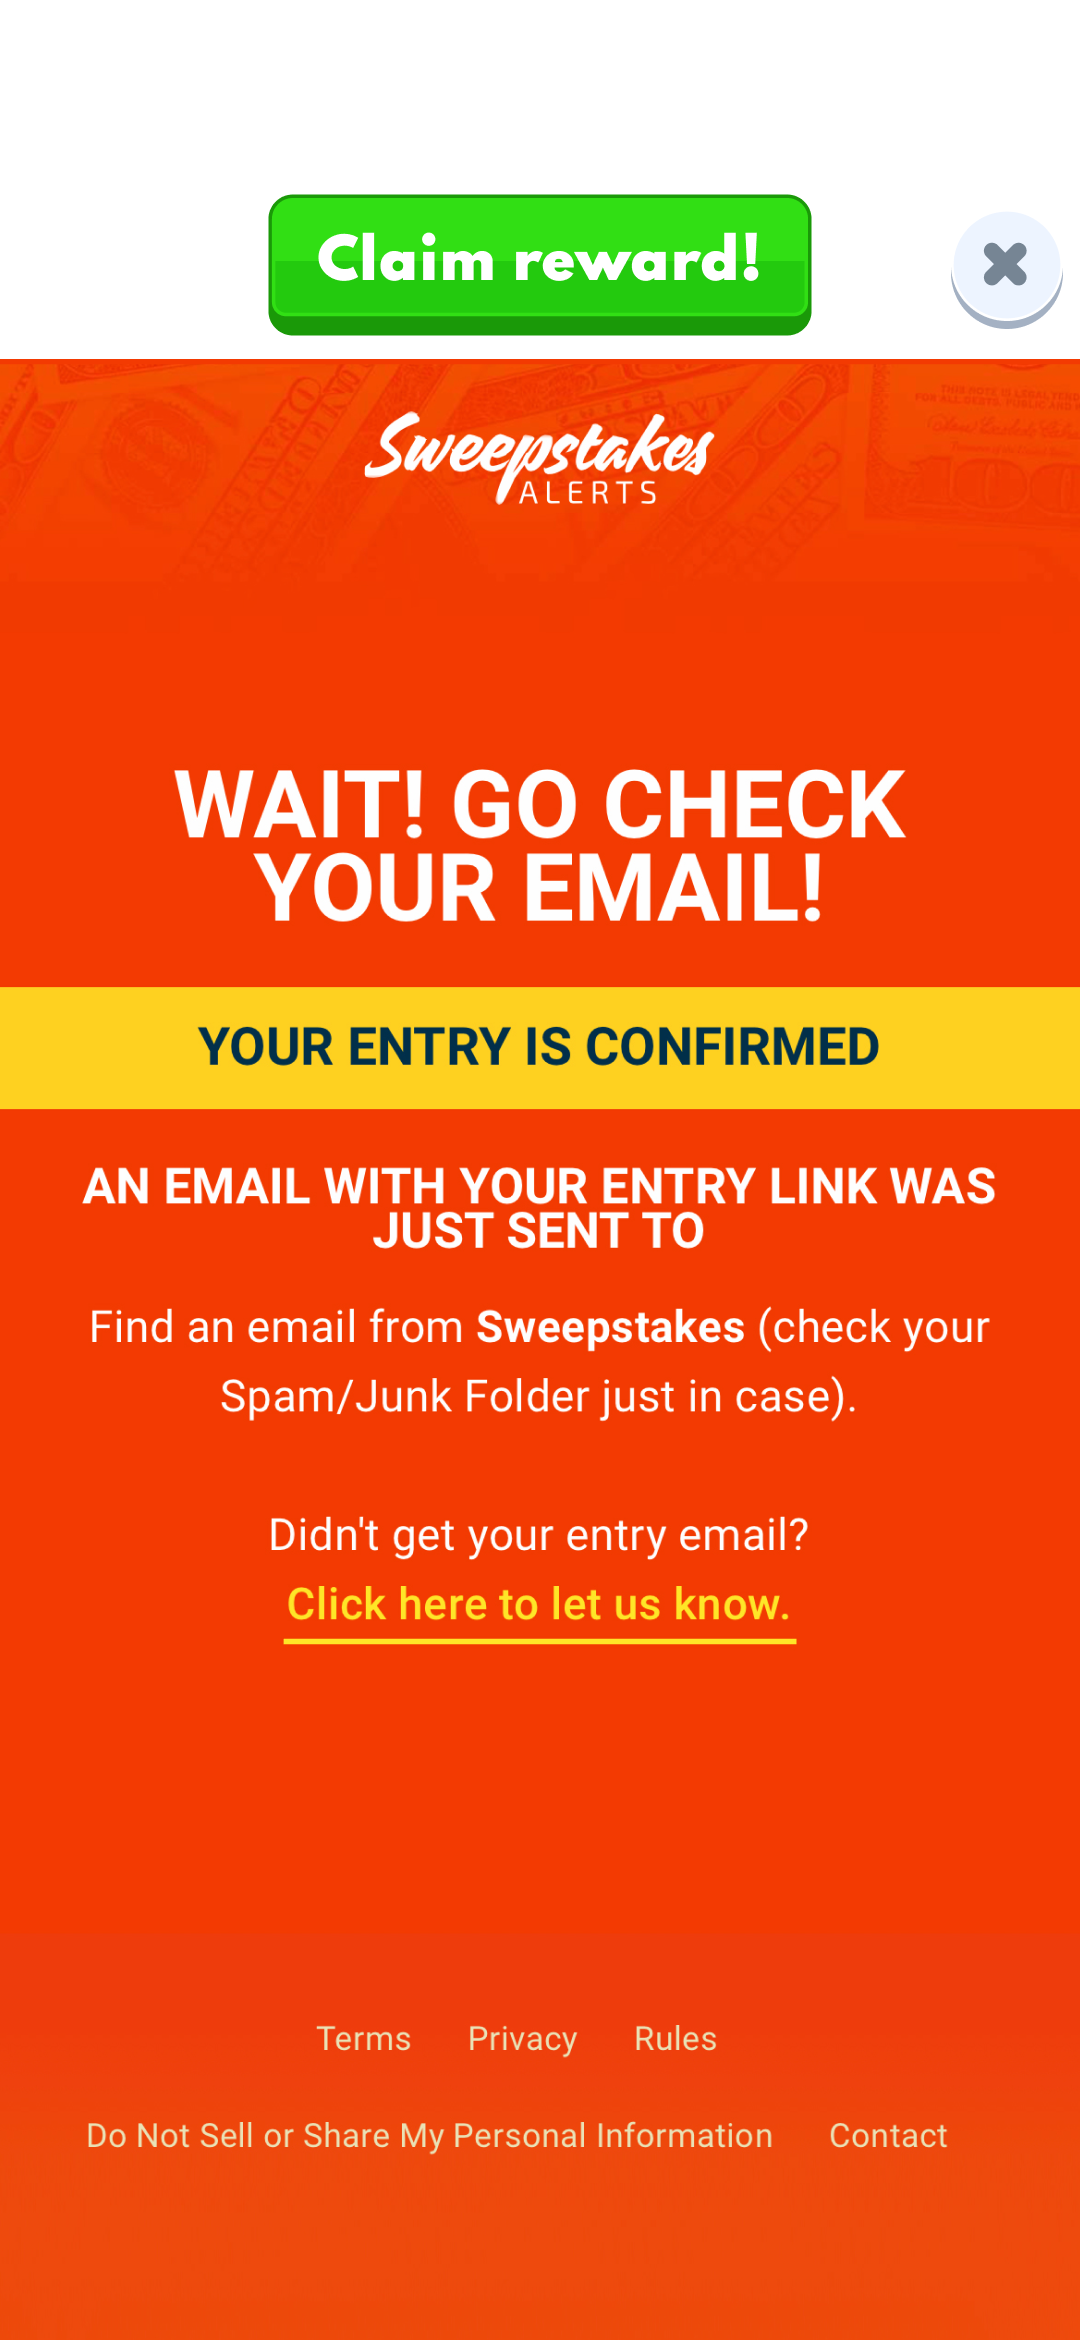 Claim reward!
Sweepstakes
ALERTS
WAIT! GO CHECK
YOUR EMAIL!
YOUR ENTRY IS CONFIRMED
AN EMAIL WITH YOUR ENTRY LINK WAS
JUST SENT TO
Find an email from Sweepstakes (check your
Spam/Junk Folder just in case).
Didn't get your entry email?
Click here to let us know.
Terms Privacy Rules
Do Not Sell or Share My Personal Information Contact